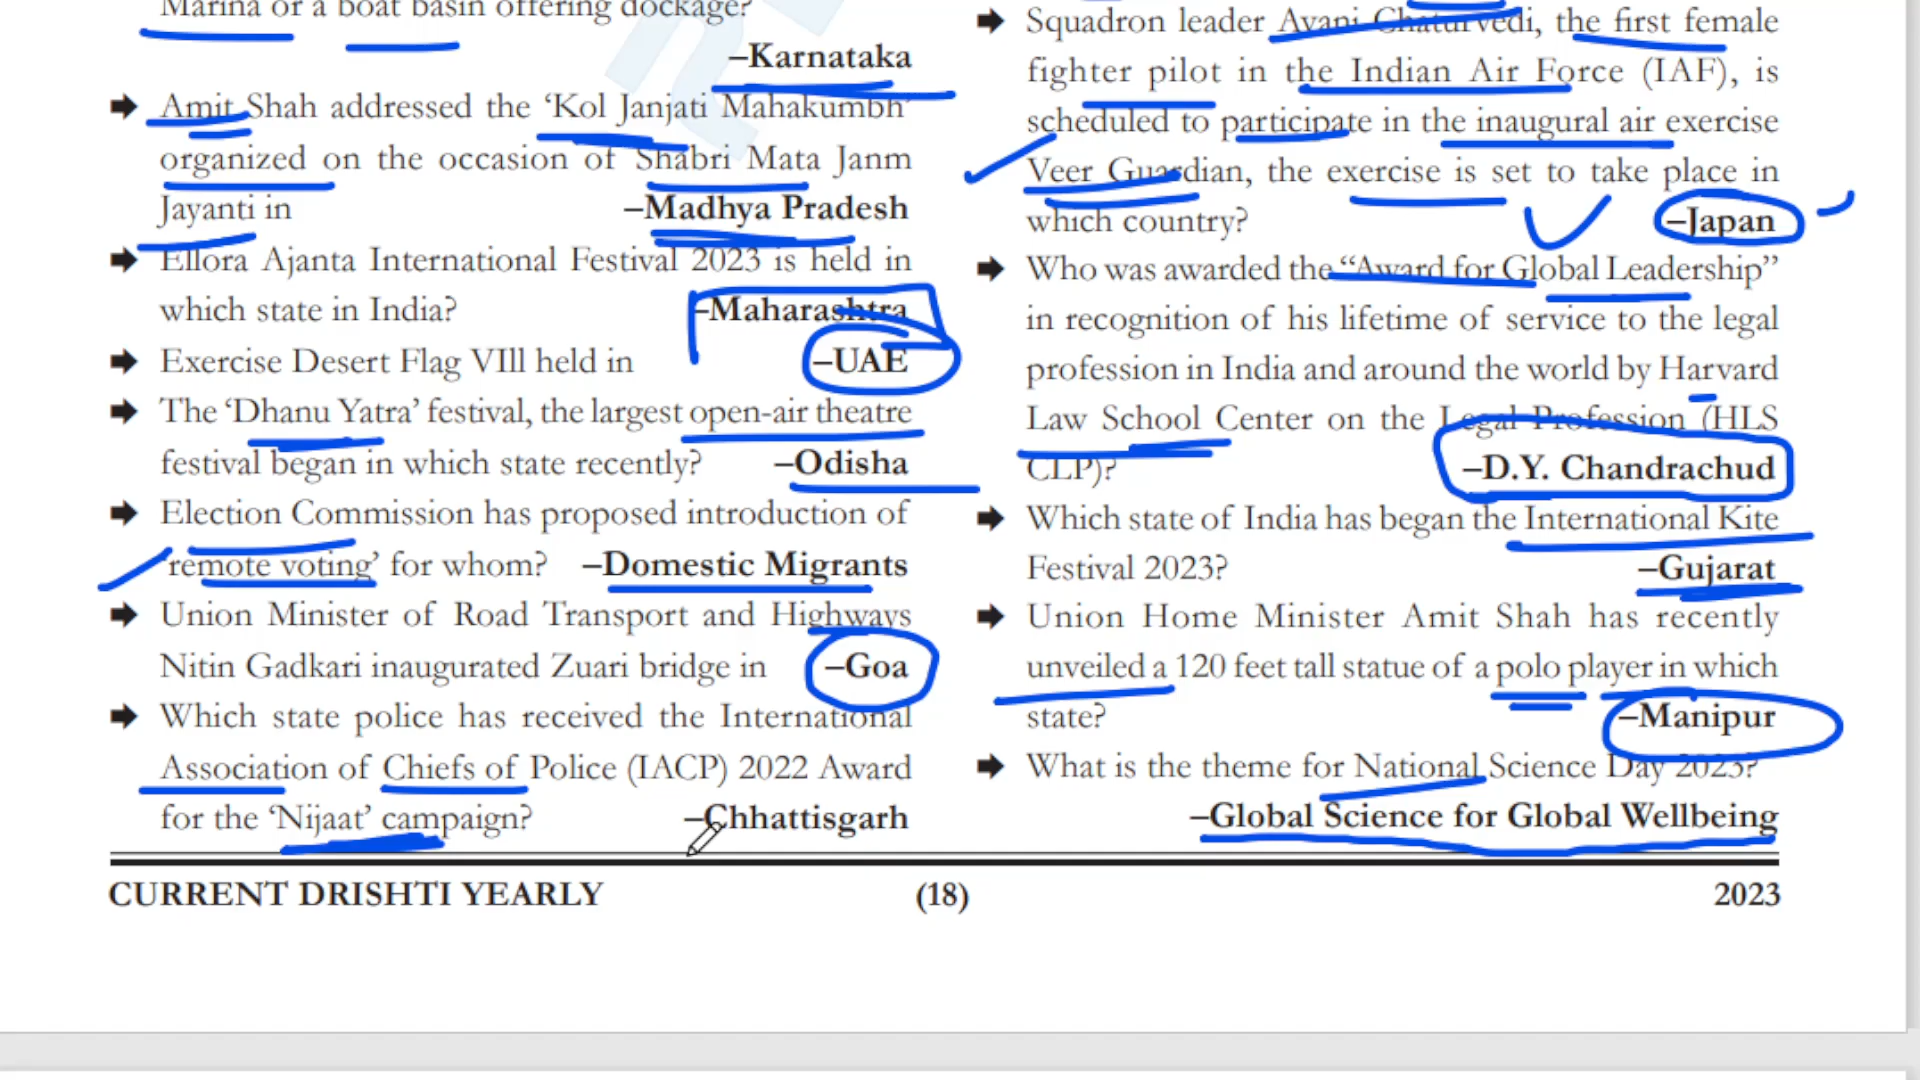 Marina or a boat basin offering dockage?
–Karnataka
Amit Shah addressed the ‘Kol Janjati Mahakumbh’
organized on the occasion of Shabri Mata Janm
Jayanti in –Madhya Pradesh
Ellora Ajanta International Festival 2023 is held in
which state in India? –Maharashtra
Exercise Desert Flag VIll held in –UAE
The ‘Dhanu Yatra’ festival, the largest open-air theatre
festival began in which state recently? –Odisha
Election Commission has proposed introduction of
‘remote voting’ for whom? –Domestic Migrants
Union Minister of Road Transport and Highways
Nitin Gadkari inaugurated Zuari bridge in –Goa
Which state police has received the International
Association of Chiefs of Police (IACP) 2022 Award
for the ‘Nijaat’ campaign? –Chhattisgarh
Squadron leader Avani Chaturvedi, the first female
fighter pilot in the Indian Air Force (IAF), is
scheduled to participate in the inaugural air exercise
Veer Guardian, the exercise is set to take place in
which country? –Japan
Who was awarded the “Award for Global Leadership”
in recognition of his lifetime of service to the legal
profession in India and around the world by Harvard
Law School Center on the Legal Profession (HLS
CLP)? –D.Y. Chandrachud
Which state of India has began the International Kite
Festival 2023? –Gujarat
Union Home Minister Amit Shah has recently
unveiled a 120 feet tall statue of a polo player in which
state? –Manipur
What is the theme for National Science Day 2023?
–Global Science for Global Wellbeing
CURRENT DRISHTI YEARLY (18) 2023